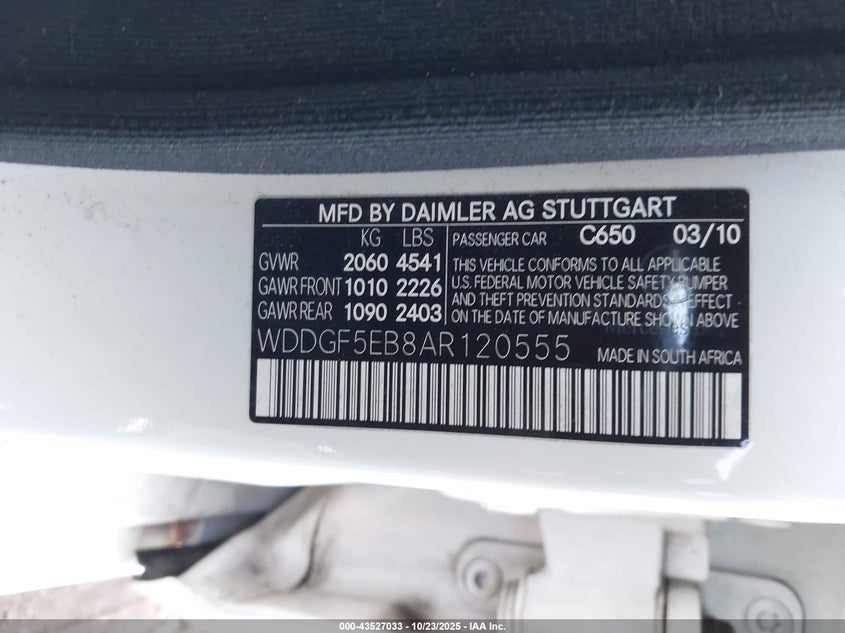 MFD BY DAIMLER AG STUTTGART
KG LBS
GVWR 2060 4541
GAWR FRONT 1010 2226
GAWR REAR 1090 2403
PASSENGER CAR C650 03/10
THIS VEHICLE CONFORMS TO ALL APPLICABLE
U.S. FEDERAL MOTOR VEHICLE SAFETY, BUMPER
AND THEFT PREVENTION STANDARDS IN EFFECT
ON THE DATE OF MANUFACTURE SHOWN ABOVE.
WDDGF5EB8AR120555 MADE IN SOUTH AFRICA
000-43527033 - 10/23/2025 - IAA Inc.